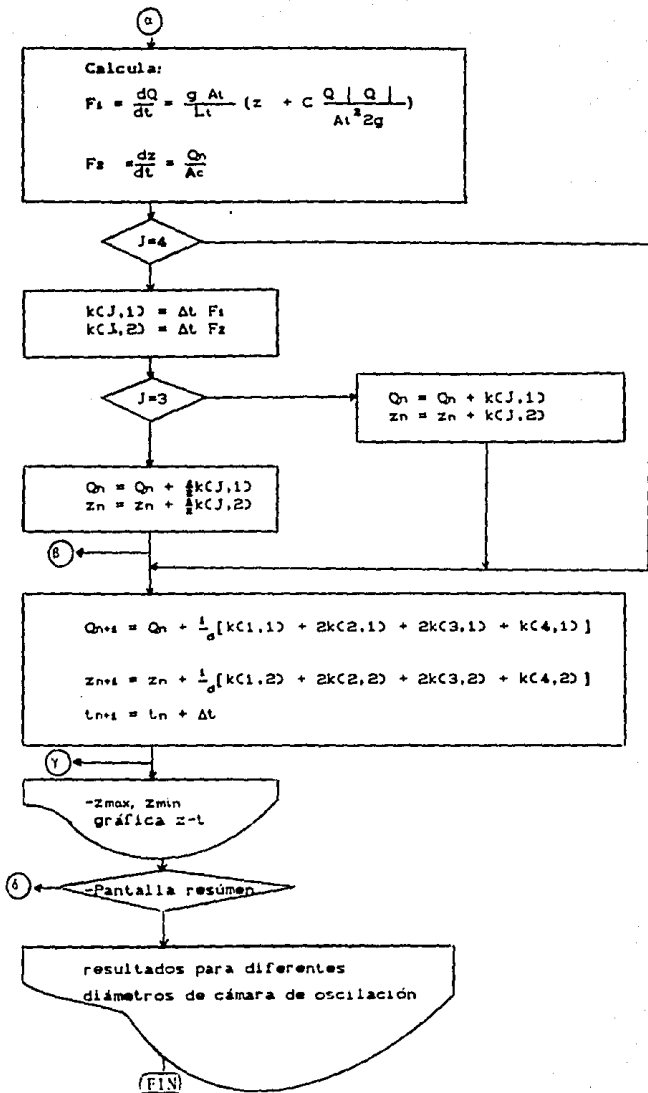 α
Calcula:
F1 = dQ/dt = g At/Lt (z + C Q | Q |/At² 2g)
F2 = dz/dt = Qn/Ac
J=4
k(J,1) = Δt F1
k(J,2) = Δt F2
J=3
Qn = Qn + k(J,1)
zn = zn + k(J,2)
Qn = Qn + ½k(J,1)
zn = zn + ½k(J,2)
β
Qn+1 = Qn + 1/6[k(1,1) + 2k(2,1) + 2k(3,1) + k(4,1)]
zn+1 = zn + 1/6[k(1,2) + 2k(2,2) + 2k(3,2) + k(4,2)]
tn+1 = tn + Δt
γ
-zmax, zmin
gráfica z-t
δ
-Pantalla resúmen
resultados para diferentes
diámetros de cámara de oscilación
FIN